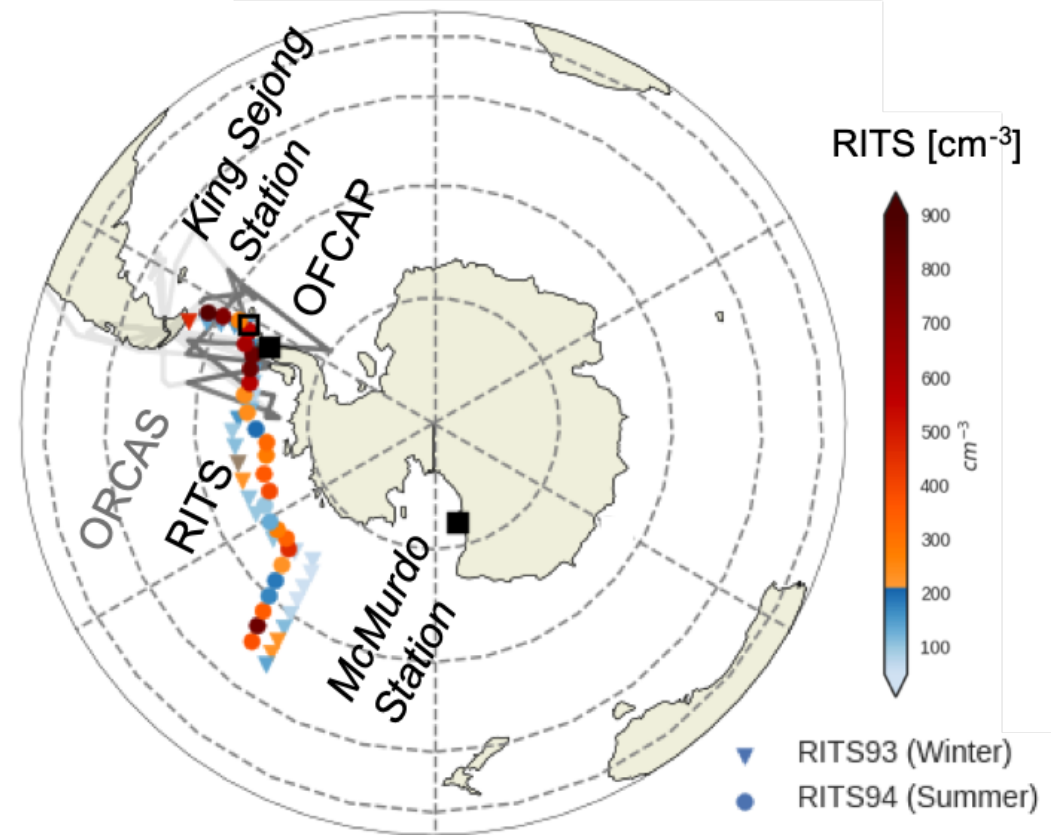 King Sejong
Station
OFCAP
ORCAS
RITS
McMurdo
Station
RITS [cm-3]
900
800
700
600
500
400
300
200
100
cm−3
RITS93 (Winter)
RITS94 (Summer)